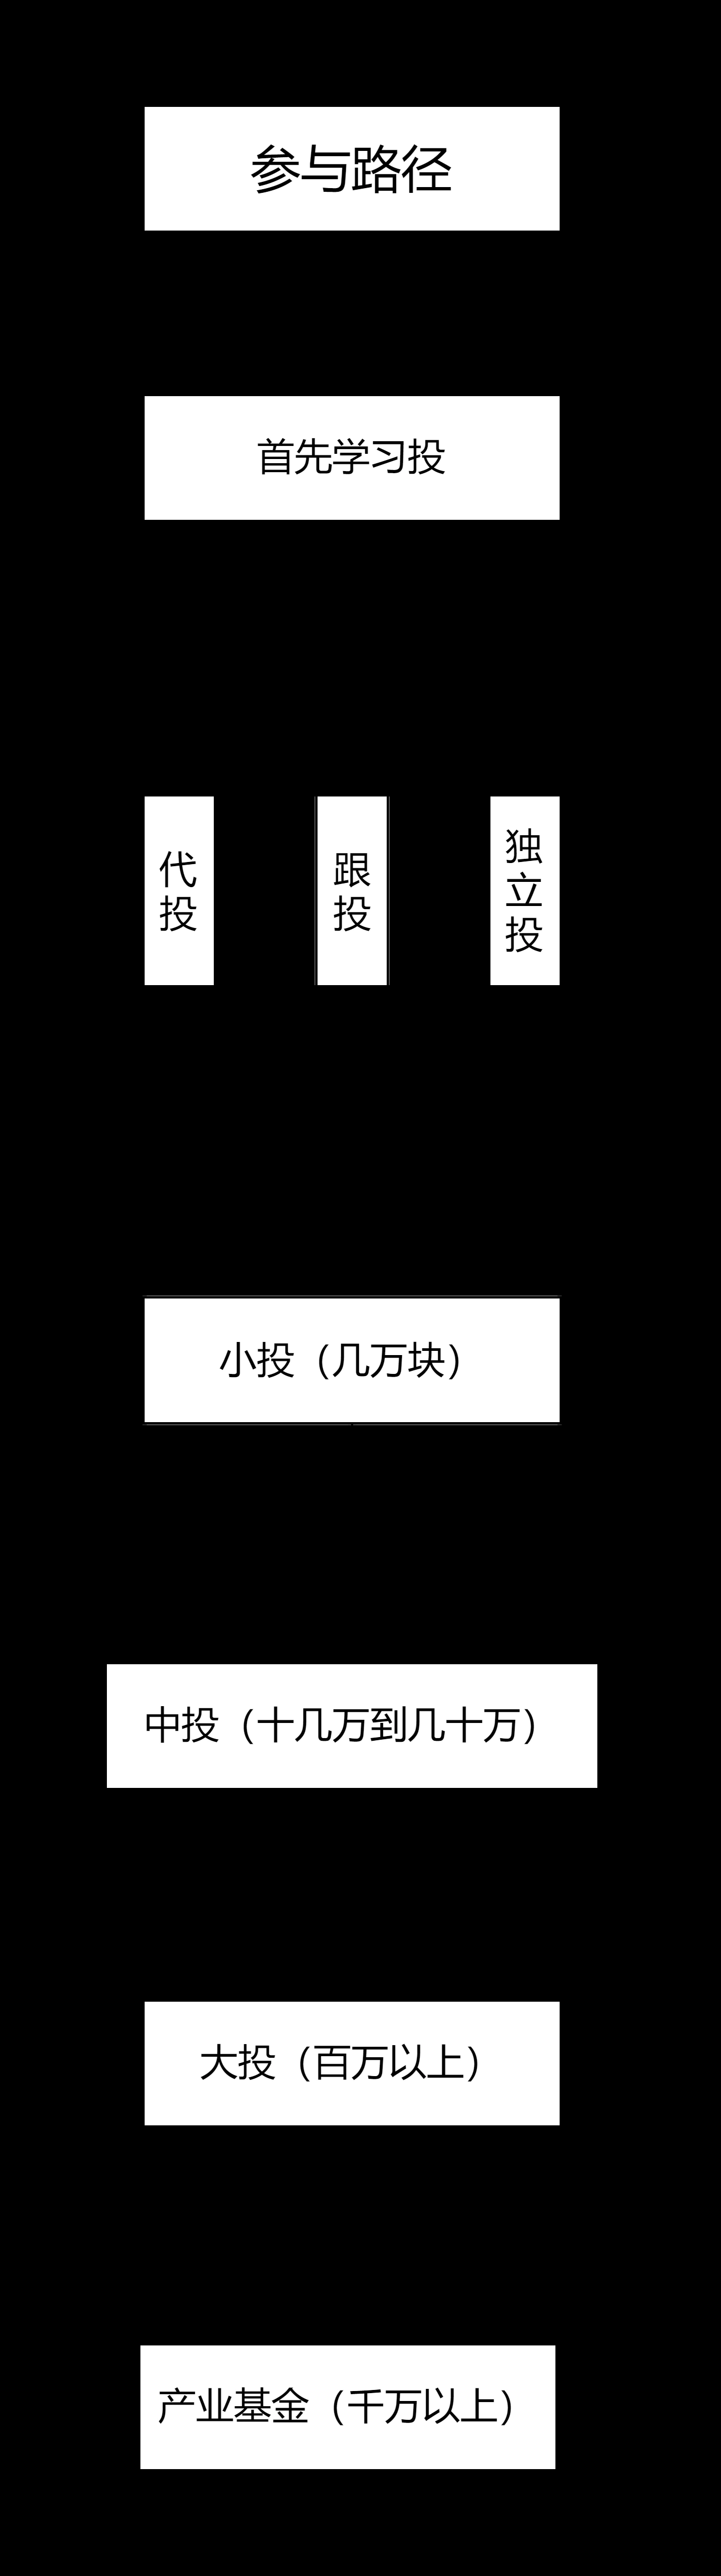 参与路径
首先学习投
代投
跟投
独立投
小投（几万块）
中投（十几万到几十万）
大投（百万以上）
产业基金（千万以上）